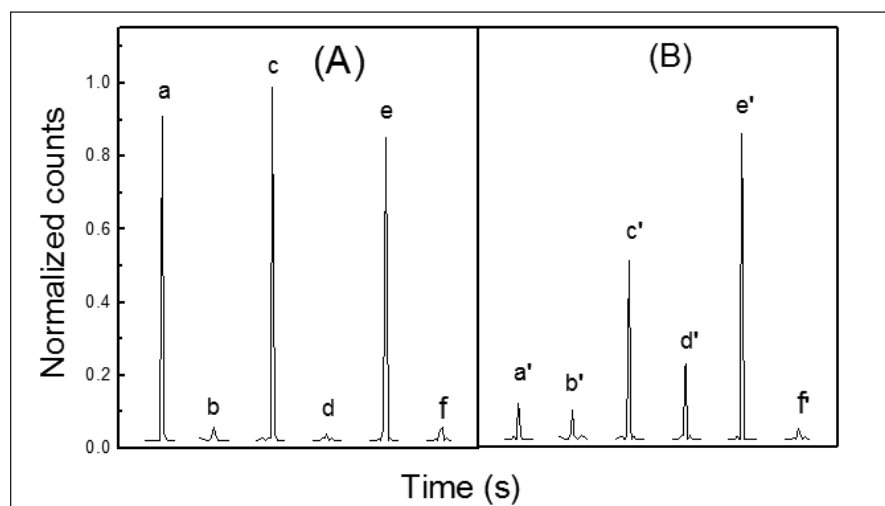 (A)
(B)
a
b
c
d
e
f
a'
b'
c'
d'
e'
f'
1.0
0.8
0.6
0.4
0.2
0.0
Normalized counts
Time (s)